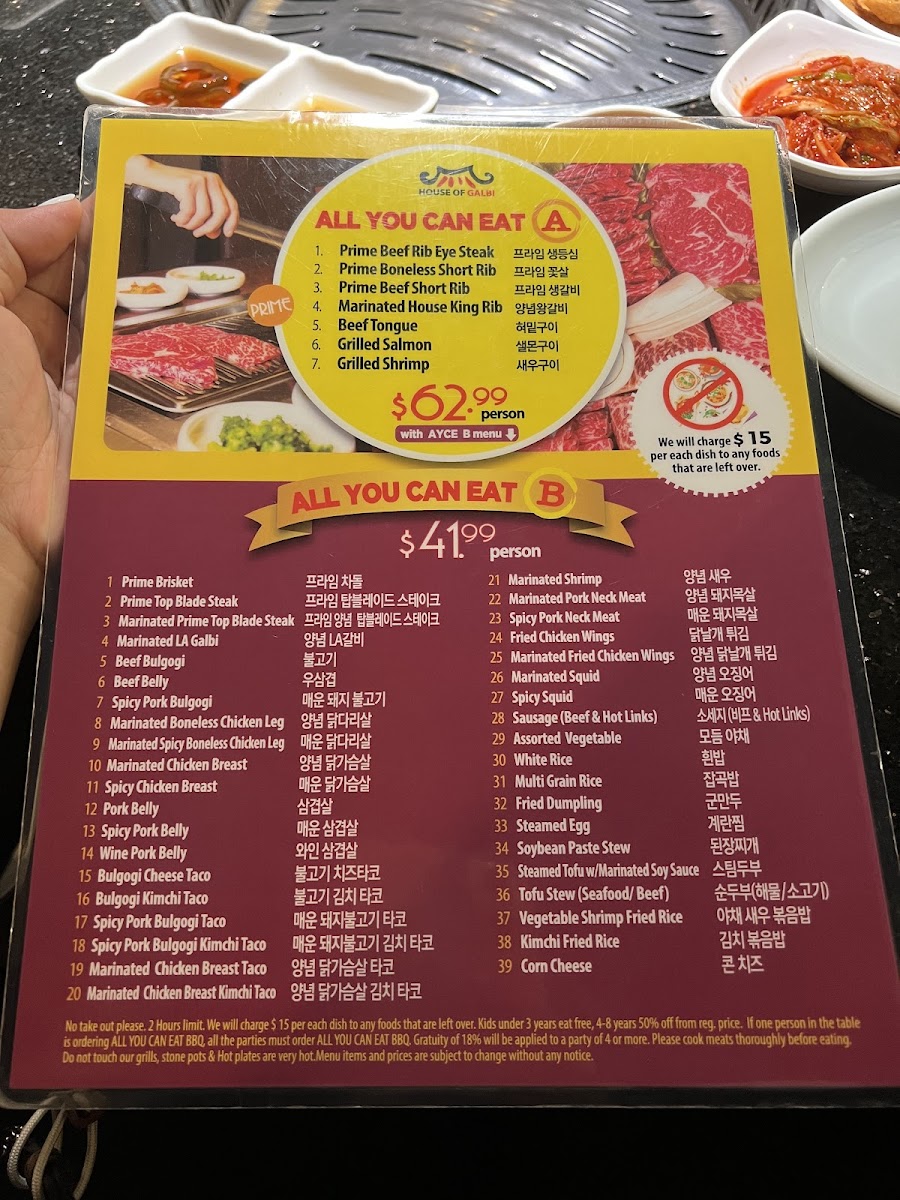 HOUSE OF GALBI
ALL YOU CAN EAT A
1. Prime Beef Rib Eye Steak 프라임 생등심
2. Prime Boneless Short Rib 프라임 꽃살
3. Prime Beef Short Rib 프라임 생갈비
4. Marinated House King Rib 양념왕갈비
5. Beef Tongue 혀밑구이
6. Grilled Salmon 샐몬구이
7. Grilled Shrimp 새우구이
PRIME
$62.99 person
with AYCE B menu
We will charge $ 15
per each dish to any foods
that are left over.
ALL YOU CAN EAT B
$41.99 person
1 Prime Brisket 프라임 차돌
2 Prime Top Blade Steak 프라임 탑블레이드 스테이크
3 Marinated Prime Top Blade Steak 프라임 양념 탑블레이드 스테이크
4 Marinated LA Galbi 양념 LA갈비
5 Beef Bulgogi 불고기
6 Beef Belly 우삼겹
7 Spicy Pork Bulgogi 매운 돼지 불고기
8 Marinated Boneless Chicken Leg 양념 닭다리살
9 Marinated Spicy Boneless Chicken Leg 매운 닭다리살
10 Marinated Chicken Breast 양념 닭가슴살
11 Spicy Chicken Breast 매운 닭가슴살
12 Pork Belly 삼겹살
13 Spicy Pork Belly 매운 삼겹살
14 Wine Pork Belly 와인 삼겹살
15 Bulgogi Cheese Taco 불고기 치즈타코
16 Bulgogi Kimchi Taco 불고기 김치 타코
17 Spicy Pork Bulgogi Taco 매운 돼지불고기 타코
18 Spicy Pork Bulgogi Kimchi Taco 매운 돼지불고기 김치 타코
19 Marinated Chicken Breast Taco 양념 닭가슴살 타코
20 Marinated Chicken Breast Kimchi Taco 양념 닭가슴살 김치 타코
21 Marinated Shrimp 양념 새우
22 Marinated Pork Neck Meat 양념 돼지목살
23 Spicy Pork Neck Meat 매운 돼지목살
24 Fried Chicken Wings 닭날개 튀김
25 Marinated Fried Chicken Wings 양념 닭날개 튀김
26 Marinated Squid 양념 오징어
27 Spicy Squid 매운 오징어
28 Sausage (Beef & Hot Links) 소세지 (비프 & Hot Links)
29 Assorted Vegetable 모듬 야채
30 White Rice 흰밥
31 Multi Grain Rice 잡곡밥
32 Fried Dumpling 군만두
33 Steamed Egg 계란찜
34 Soybean Paste Stew 된장찌개
35 Steamed Tofu w/Marinated Soy Sauce 스팀두부
36 Tofu Stew (Seafood/ Beef) 순두부(해물/소고기)
37 Vegetable Shrimp Fried Rice 야채 새우 볶음밥
38 Kimchi Fried Rice 김치 볶음밥
39 Corn Cheese 콘 치즈
No take out please. 2 Hours limit. We will charge $ 15 per each dish to any foods that are left over. Kids under 3 years eat free, 4-8 years 50% off from reg. price. If one person in the table
is ordering ALL YOU CAN EAT BBQ, all the parties must order ALL YOU CAN EAT BBQ. Gratuity of 18% will be applied to a party of 4 or more. Please cook meats thoroughly before eating.
Do not touch our grills, stone pots & Hot plates are very hot.Menu items and prices are subject to change without any notice.